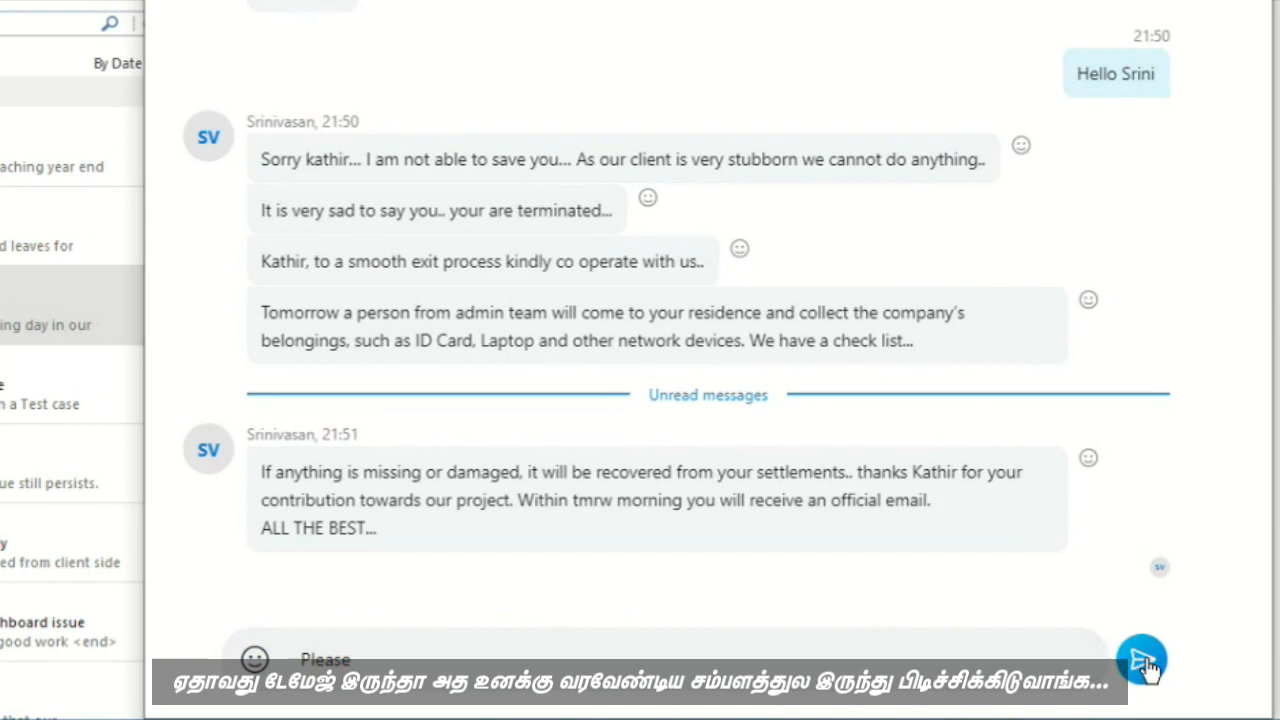 21:50
Hello Srini
By Date
Srinivasan, 21:50
Sorry kathir... I am not able to save you... As our client is very stubborn we cannot do anything..
aching year end
It is very sad to say you.. your are terminated...
d leaves for
Kathir, to a smooth exit process kindly co operate with us..
Tomorrow a person from admin team will come to your residence and collect the company's
belongings, such as ID Card, Laptop and other network devices. We have a check list...
ing day in our
e
n a Test case
Unread messages
SV
Srinivasan, 21:51
If anything is missing or damaged, it will be recovered from your settlements.. thanks Kathir for your
contribution towards our project. Within tmrw morning you will receive an official email.
ALL THE BEST...
ue still persists.
y
ed from client side
SV
hboard issue
good work <end>
Please
ஏதாவது டேமேஜ் இருந்தா அத உனக்கு வரவேண்டிய சம்பளத்துல இருந்து பிடிச்சிக்கிடுவாங்க...